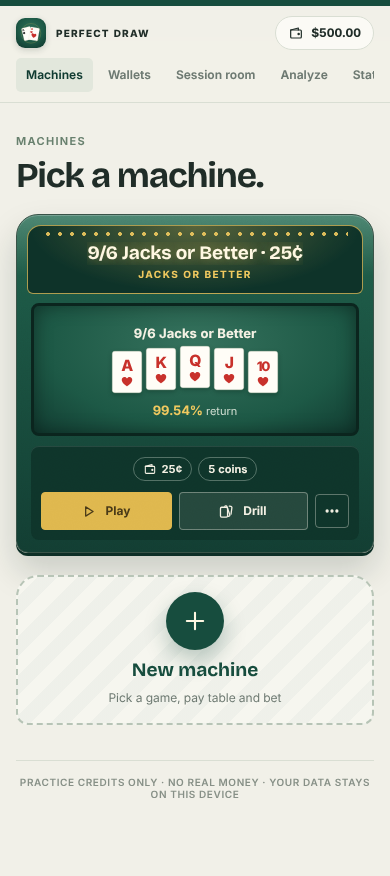 PERFECT DRAW
$500.00
Machines Wallets Session room Analyze Stat
MACHINES
Pick a machine.
9/6 Jacks or Better · 25¢
JACKS OR BETTER
9/6 Jacks or Better
A K Q J 10
99.54% return
25¢ 5 coins
Play Drill
New machine
Pick a game, pay table and bet
PRACTICE CREDITS ONLY · NO REAL MONEY · YOUR DATA STAYS
ON THIS DEVICE